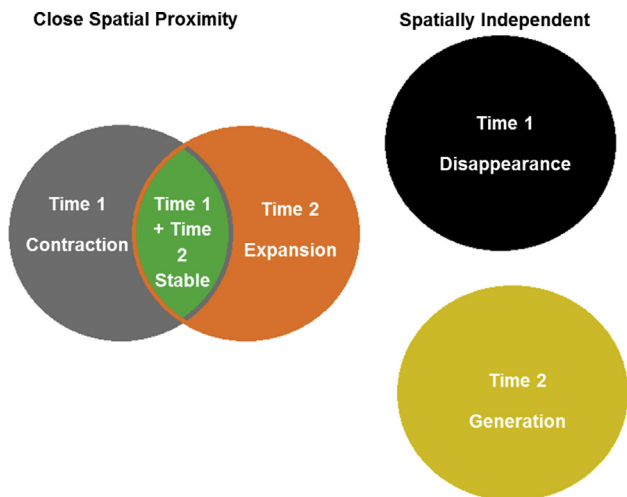 Close Spatial Proximity
Spatially Independent
Time 1
Contraction
Time 1
+ Time
2
Stable
Time 2
Expansion
Time 1
Disappearance
Time 2
Generation